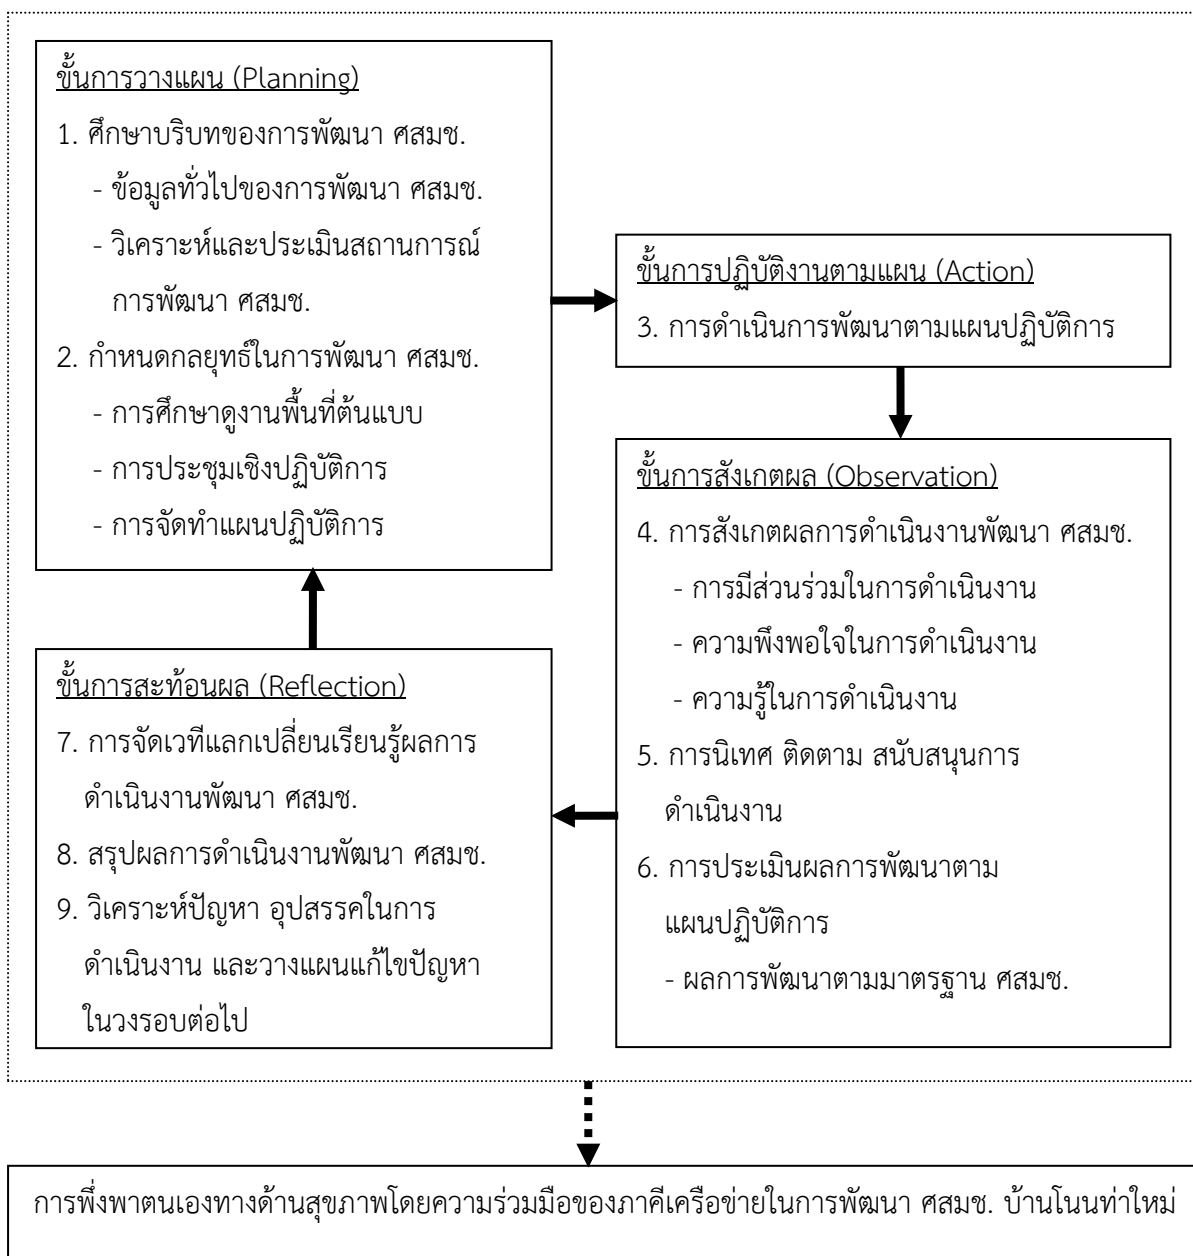 ขั้นการวางแผน (Planning)
1. ศึกษาบริบทของการพัฒนา ศสมช.
- ข้อมูลทั่วไปของการพัฒนา ศสมช.
- วิเคราะห์และประเมินสถานการณ์
การพัฒนา ศสมช.
2. กำหนดกลยุทธ์ในการพัฒนา ศสมช.
- การศึกษาดูงานพื้นที่ต้นแบบ
- การประชุมเชิงปฏิบัติการ
- การจัดทำแผนปฏิบัติการ
ขั้นการปฏิบัติงานตามแผน (Action)
3. การดำเนินการพัฒนาตามแผนปฏิบัติการ
ขั้นการสังเกตผล (Observation)
4. การสังเกตผลการดำเนินงานพัฒนา ศสมช.
- การมีส่วนร่วมในการดำเนินงาน
- ความพึงพอใจในการดำเนินงาน
- ความรู้ในการดำเนินงาน
5. การนิเทศ ติดตาม สนับสนุนการ
ดำเนินงาน
6. การประเมินผลการพัฒนาตาม
แผนปฏิบัติการ
- ผลการพัฒนาตามมาตรฐาน ศสมช.
ขั้นการสะท้อนผล (Reflection)
7. การจัดเวทีแลกเปลี่ยนเรียนรู้ผลการ
ดำเนินงานพัฒนา ศสมช.
8. สรุปผลการดำเนินงานพัฒนา ศสมช.
9. วิเคราะห์ปัญหา อุปสรรคในการ
ดำเนินงาน และวางแผนแก้ไขปัญหา
ในวงรอบต่อไป
การพึ่งพาตนเองทางด้านสุขภาพโดยความร่วมมือของภาคีเครือข่ายในการพัฒนา ศสมช. บ้านโนนท่าใหม่